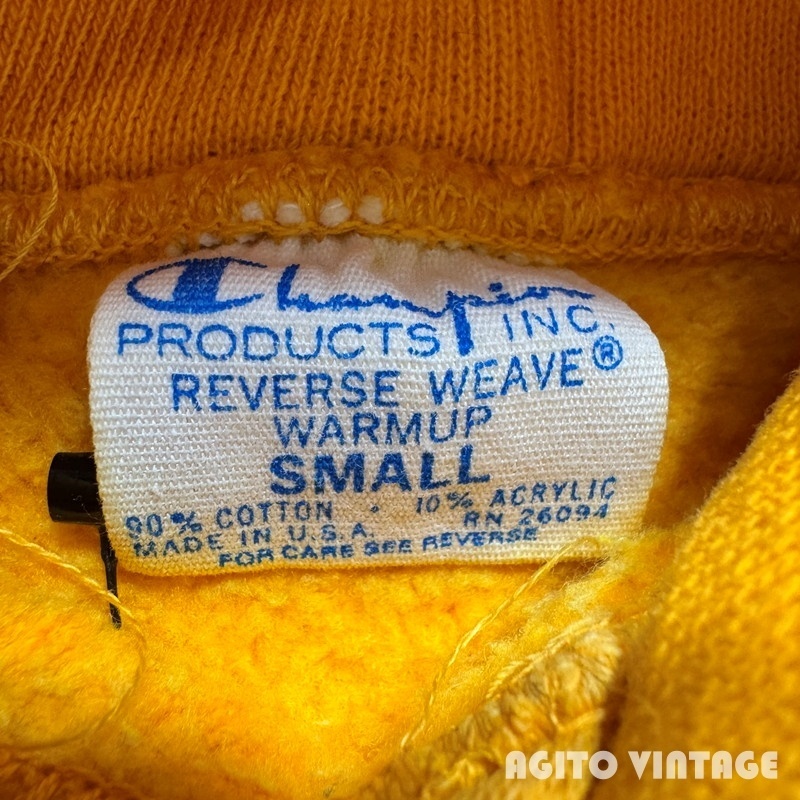 Champion
PRODUCTS INC.
REVERSE WEAVE®
WARMUP
SMALL
90% COTTON · 10% ACRYLIC
MADE IN U.S.A. RN 26094
FOR CARE SEE REVERSE
AGITO VINTAGE